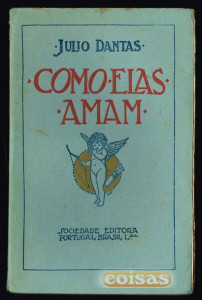 JULIO DANTAS·
·COMO·ELAS·
·AMAM·
SOCIEDADE EDITORA
PORTUGAL BRASIL L.DA
coisas